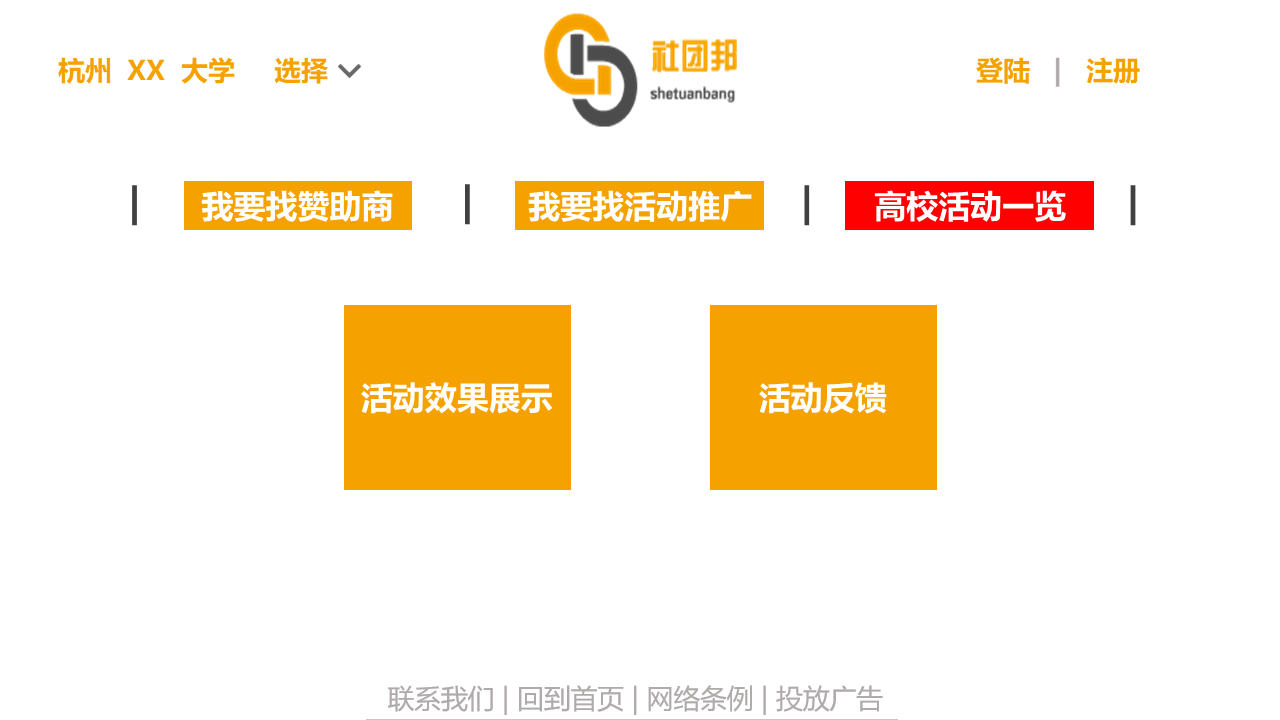 杭州 XX 大学 选择
社团邦
shetuanbang
登陆 | 注册
我要找赞助商
我要找活动推广
高校活动一览
活动效果展示
活动反馈
联系我们 | 回到首页 | 网络条例 | 投放广告